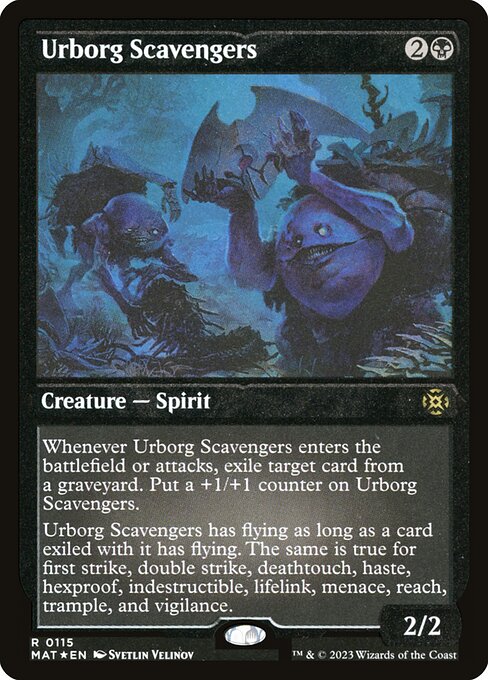 Urborg Scavengers 2
Creature — Spirit
Whenever Urborg Scavengers enters the
battlefield or attacks, exile target card from
a graveyard. Put a +1/+1 counter on Urborg
Scavengers.
Urborg Scavengers has flying as long as a card
exiled with it has flying. The same is true for
first strike, double strike, deathtouch, haste,
hexproof, indestructible, lifelink, menace, reach,
trample, and vigilance.
2/2
R 0115
MAT★EN Svetlin Velinov
™ & © 2023 Wizards of the Coast